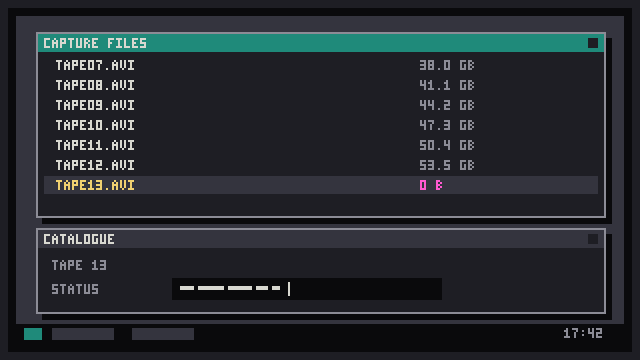 CAPTURE FILES
TAPE07.AVI 38.0 GB
TAPE08.AVI 41.1 GB
TAPE09.AVI 44.2 GB
TAPE10.AVI 47.3 GB
TAPE11.AVI 50.4 GB
TAPE12.AVI 53.5 GB
TAPE13.AVI 0 B
CATALOGUE
TAPE 13
STATUS
17:42